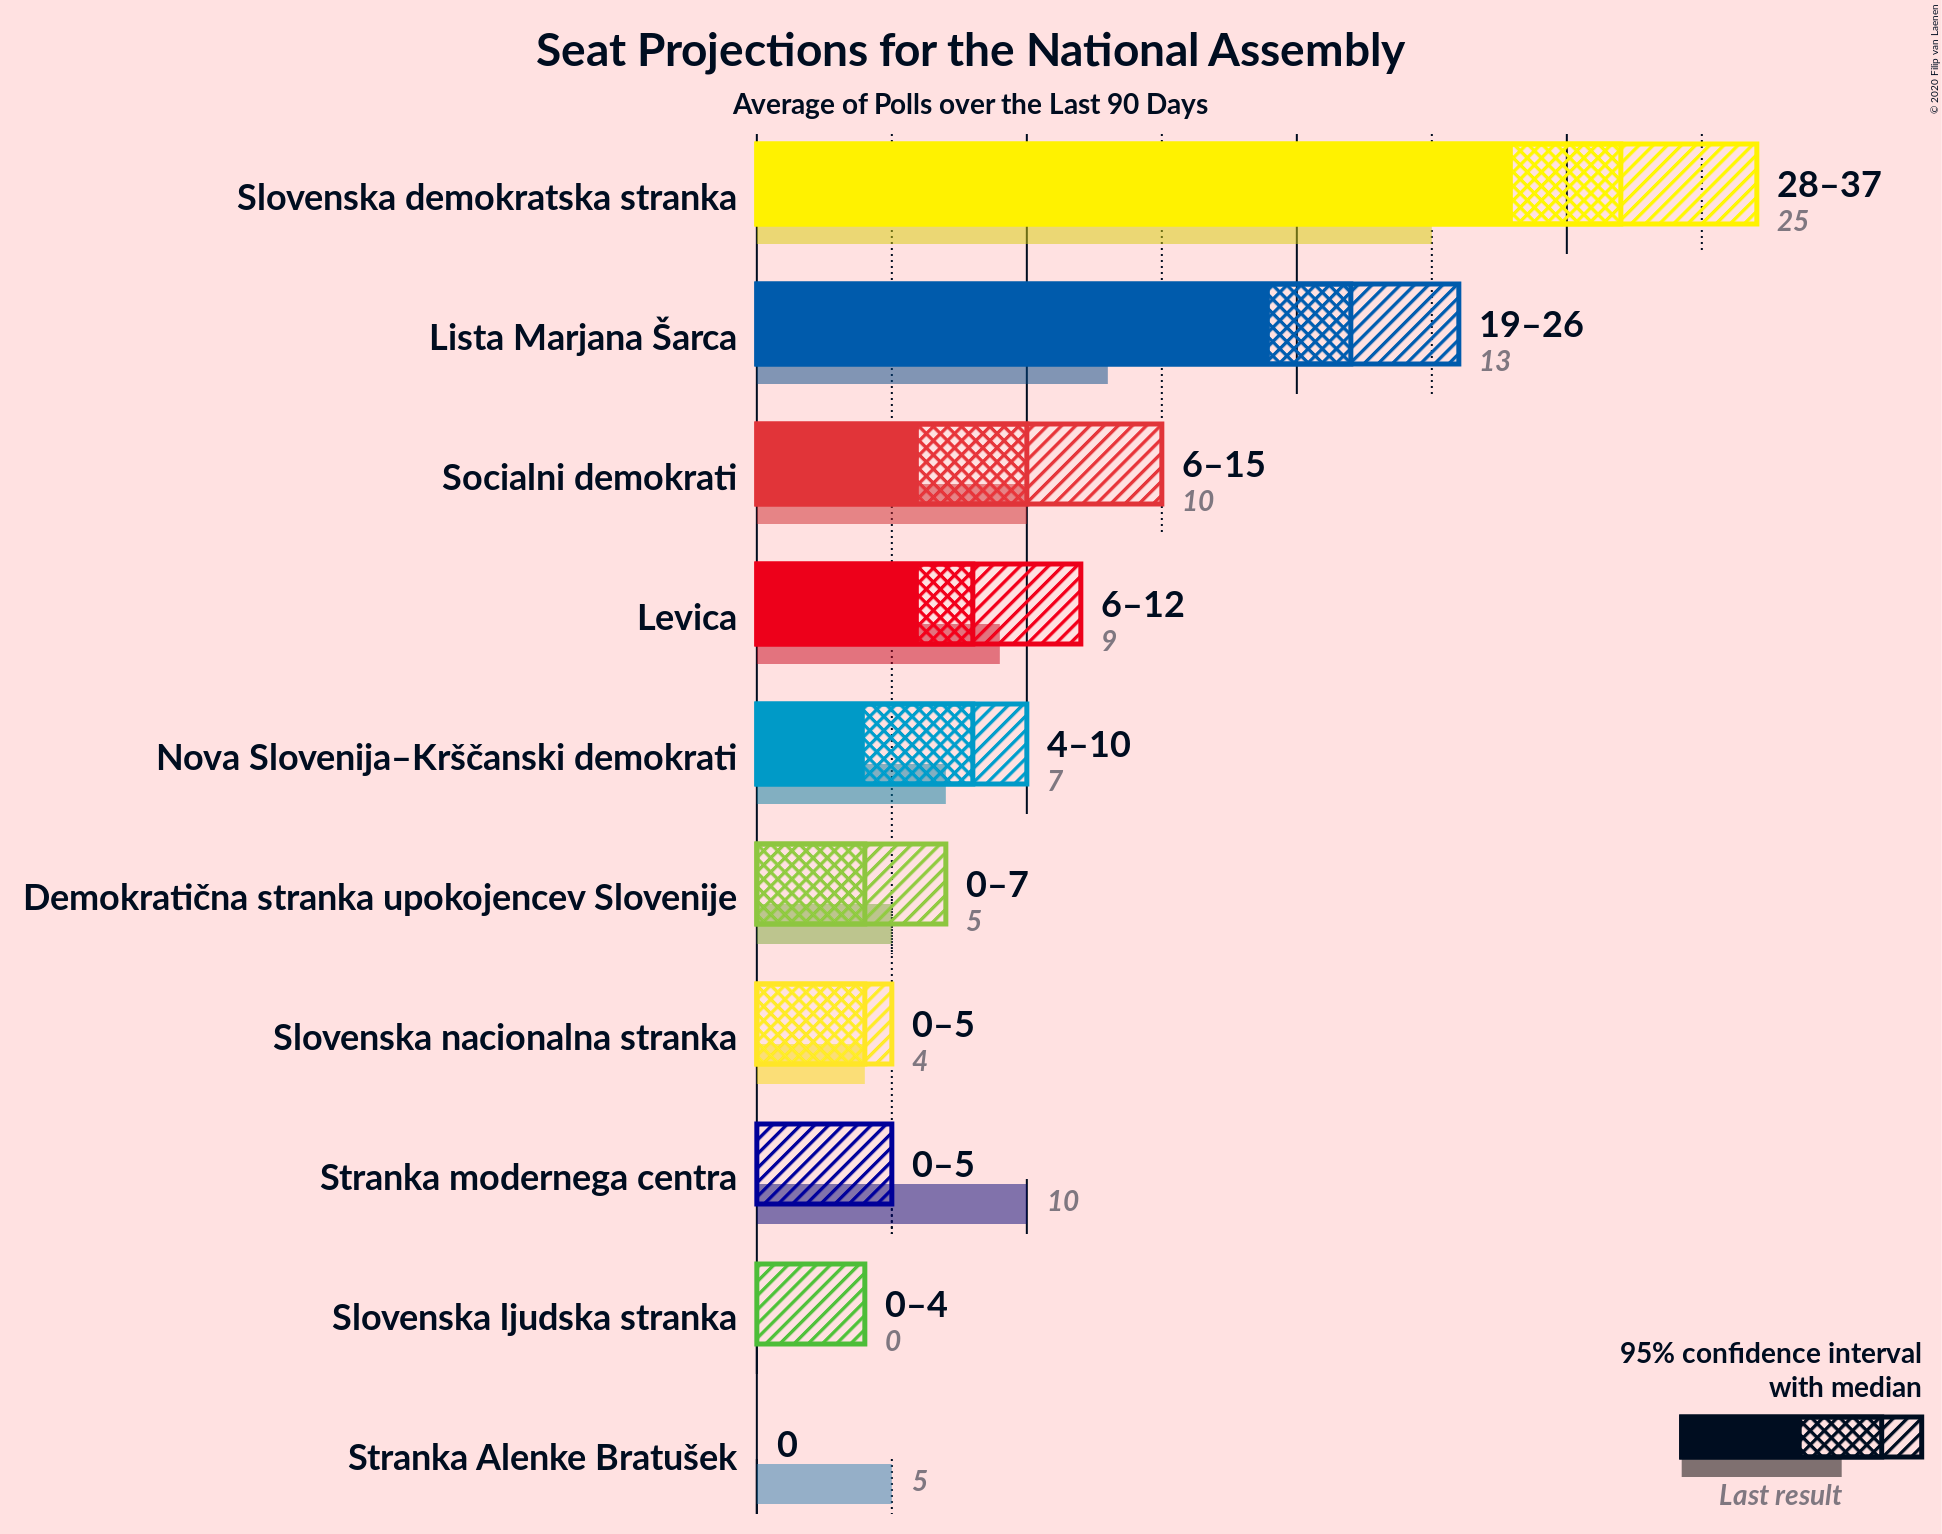 Seat Projections for the National Assembly
Average of Polls over the Last 90 Days
© 2020 Filip van Laenen
Slovenska demokratska stranka
28–37
25
Lista Marjana Šarca
19–26
13
Socialni demokrati
6–15
10
Levica
6–12
9
Nova Slovenija–Krščanski demokrati
4–10
7
Demokratična stranka upokojencev Slovenije
0–7
5
Slovenska nacionalna stranka
0–5
4
Stranka modernega centra
0–5
10
Slovenska ljudska stranka
0–4
0
Stranka Alenke Bratušek
0
5
95% confidence interval
with median
Last result